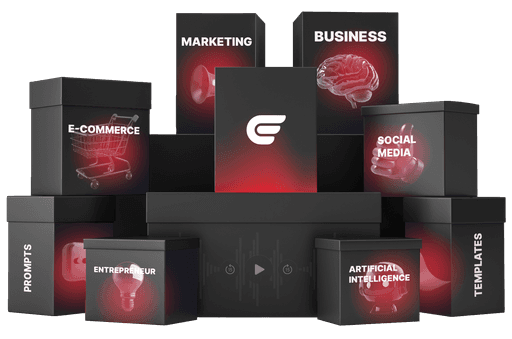 MARKETING
BUSINESS
E-COMMERCE
SOCIAL
MEDIA
PROMPTS
ENTREPRENEUR
ARTIFICIAL
INTELLIGENCE
TEMPLATES